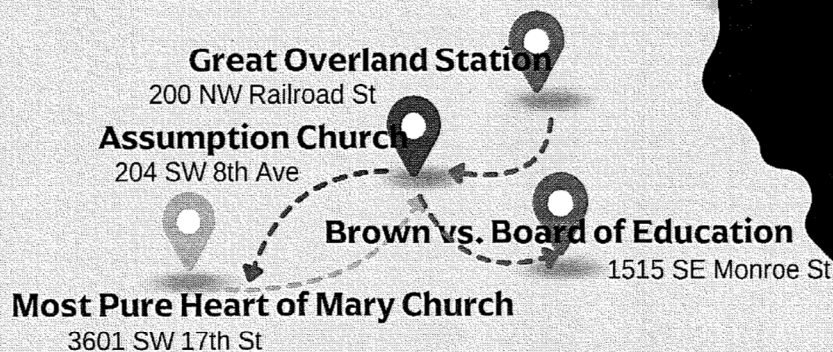 Great Overland Station
200 NW Railroad St
Assumption Church
204 SW 8th Ave
Brown vs. Board of Education
1515 SE Monroe St
Most Pure Heart of Mary Church
3601 SW 17th St